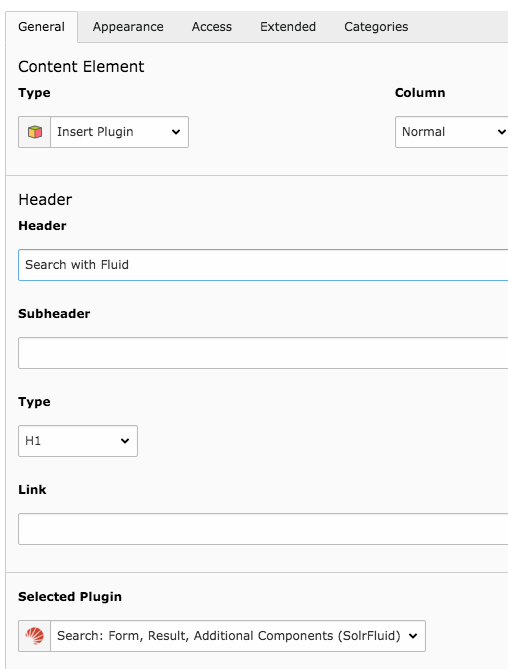 General Appearance Access Extended Categories
Content Element
Type Column
Insert Plugin Normal
Header
Header
Search with Fluid
Subheader
Type
H1
Link
Selected Plugin
Search: Form, Result, Additional Components (SolrFluid)